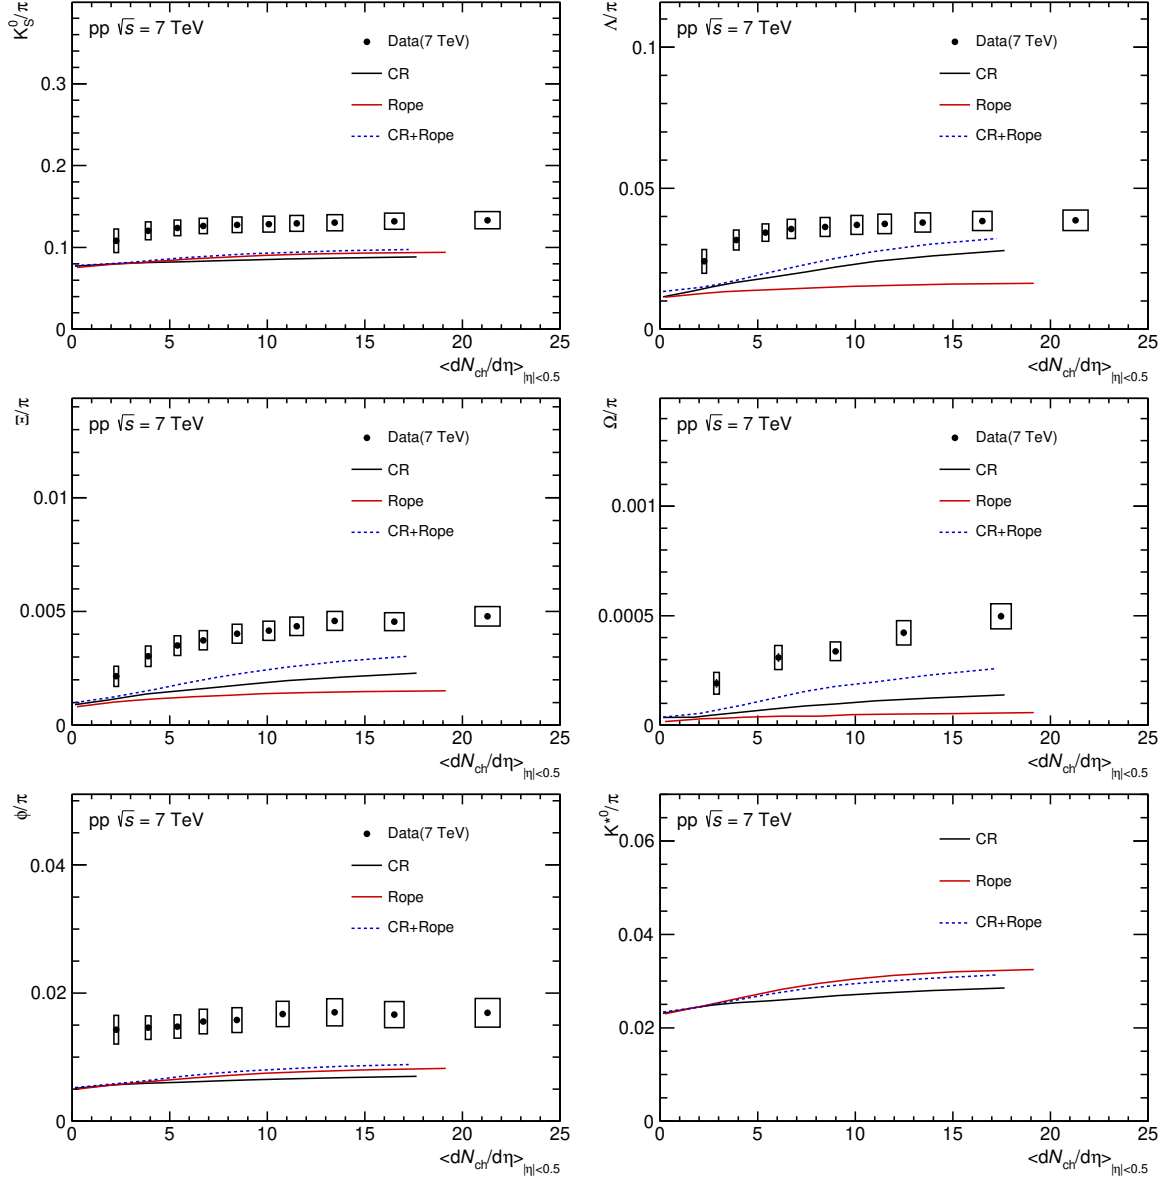 K⁰_S/π
pp √s = 7 TeV
Data(7 TeV)
CR
Rope
CR+Rope
0.3
0.2
0.1
0
0 5 10 15 20 25
<dN_ch/dη>_|η|<0.5
Λ/π
pp √s = 7 TeV
Data(7 TeV)
CR
Rope
CR+Rope
0.1
0.05
0
0 5 10 15 20 25
<dN_ch/dη>_|η|<0.5
Ξ/π
pp √s = 7 TeV
Data(7 TeV)
CR
Rope
CR+Rope
0.01
0.005
0
0 5 10 15 20 25
<dN_ch/dη>_|η|<0.5
Ω/π
pp √s = 7 TeV
Data(7 TeV)
CR
Rope
CR+Rope
0.001
0.0005
0
0 5 10 15 20 25
<dN_ch/dη>_|η|<0.5
ϕ/π
pp √s = 7 TeV
Data(7 TeV)
CR
Rope
CR+Rope
0.04
0.02
0
0 5 10 15 20 25
<dN_ch/dη>_|η|<0.5
K*⁰/π
pp √s = 7 TeV
CR
Rope
CR+Rope
0.06
0.04
0.02
0
0 5 10 15 20 25
<dN_ch/dη>_|η|<0.5